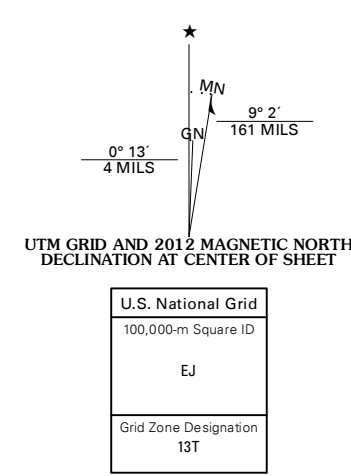 ★
MN
GN
9° 2´
161 MILS
0° 13´
4 MILS
UTM GRID AND 2012 MAGNETIC NORTH
DECLINATION AT CENTER OF SHEET
U.S. National Grid
100,000-m Square ID
EJ
Grid Zone Designation
13T